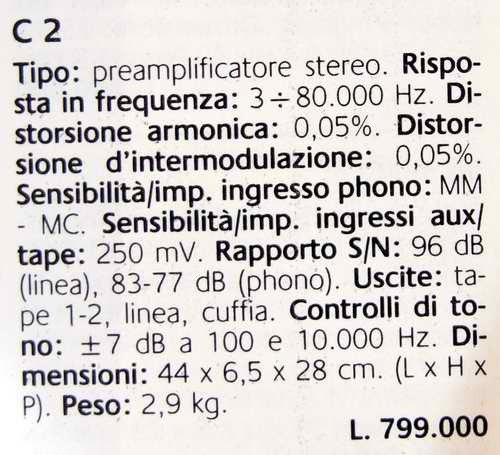 C 2
Tipo: preamplificatore stereo. Rispo-
sta in frequenza: 3÷80.000 Hz. Di-
storsione armonica: 0,05%. Distor-
sione d'intermodulazione: 0,05%.
Sensibilità/imp. ingresso phono: MM
- MC. Sensibilità/imp. ingressi aux/
tape: 250 mV. Rapporto S/N: 96 dB
(linea), 83-77 dB (phono). Uscite: ta-
pe 1-2, linea, cuffia. Controlli di to-
no: ±7 dB a 100 e 10.000 Hz. Di-
mensioni: 44 x 6,5 x 28 cm. (L x H x
P). Peso: 2,9 kg.
L. 799.000